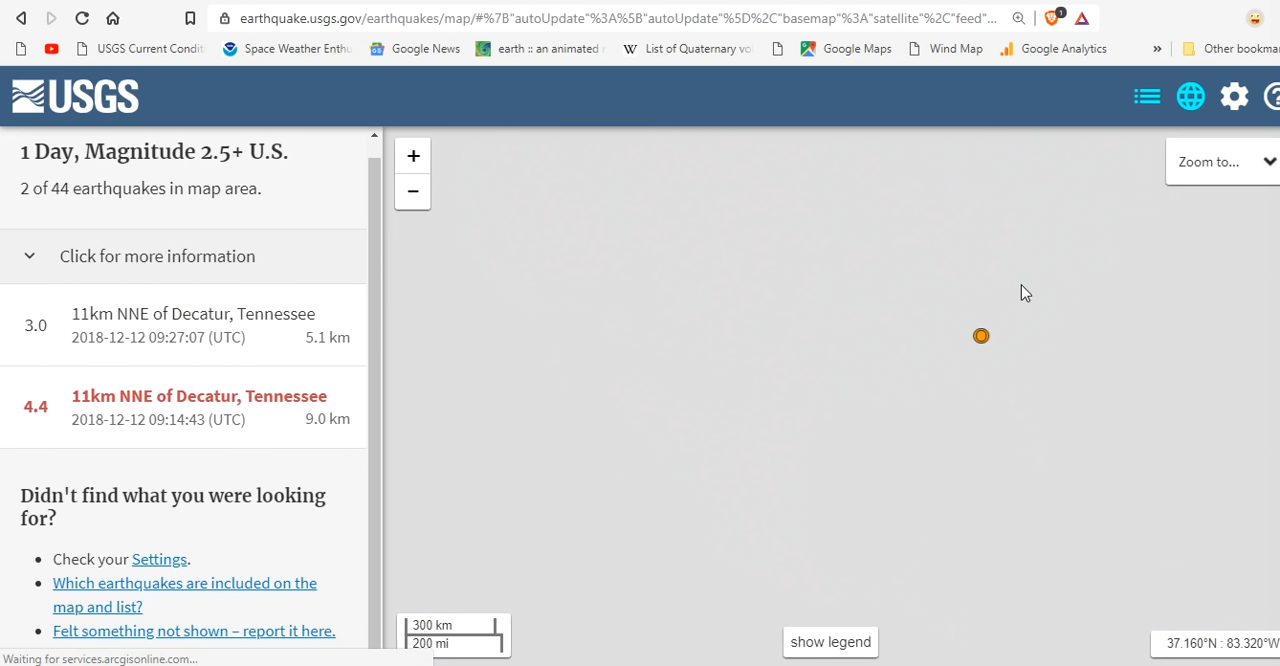 earthquake.usgs.gov/earthquakes/map/#%7B"autoUpdate"%3A%5B"autoUpdate"%5D%2C"basemap"%3A"satellite"%2C"feed"...
1
USGS Current Condit
Space Weather Enthu
Google News
earth :: an animated
W
List of Quaternary vo
Google Maps
Wind Map
Google Analytics
»
Other bookma
USGS
1 Day, Magnitude 2.5+ U.S.
2 of 44 earthquakes in map area.
Click for more information
3.0
11km NNE of Decatur, Tennessee
2018-12-12 09:27:07 (UTC)
5.1 km
4.4
11km NNE of Decatur, Tennessee
2018-12-12 09:14:43 (UTC)
9.0 km
Didn't find what you were looking
for?
• Check your Settings.
• Which earthquakes are included on the
map and list?
• Felt something not shown – report it here.
Waiting for services.arcgisonline.com...
+
−
Zoom to...
300 km
200 mi
show legend
37.160°N : 83.320°W